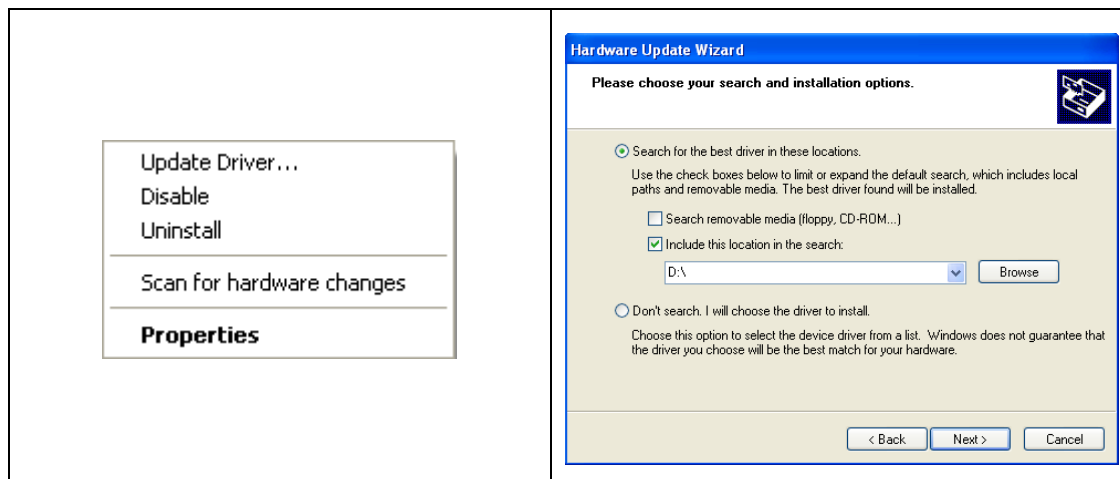 Update Driver...
Disable
Uninstall
Scan for hardware changes
Properties
Hardware Update Wizard
Please choose your search and installation options.
Search for the best driver in these locations.
Use the check boxes below to limit or expand the default search, which includes local
paths and removable media. The best driver found will be installed.
Search removable media (floppy, CD-ROM...)
Include this location in the search:
D:\
Browse
Don't search. I will choose the driver to install.
Choose this option to select the device driver from a list. Windows does not guarantee that
the driver you choose will be the best match for your hardware.
< Back
Next >
Cancel